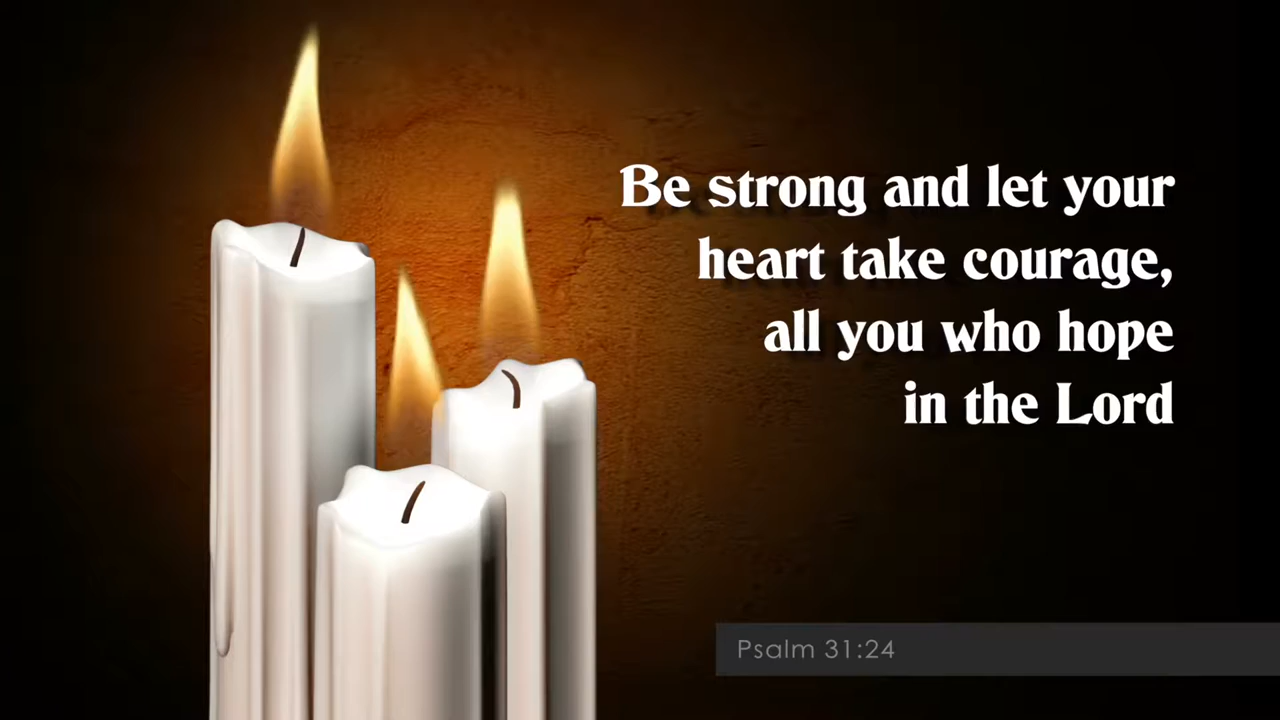 Be strong and let your
heart take courage,
all you who hope
in the Lord
Psalm 31:24